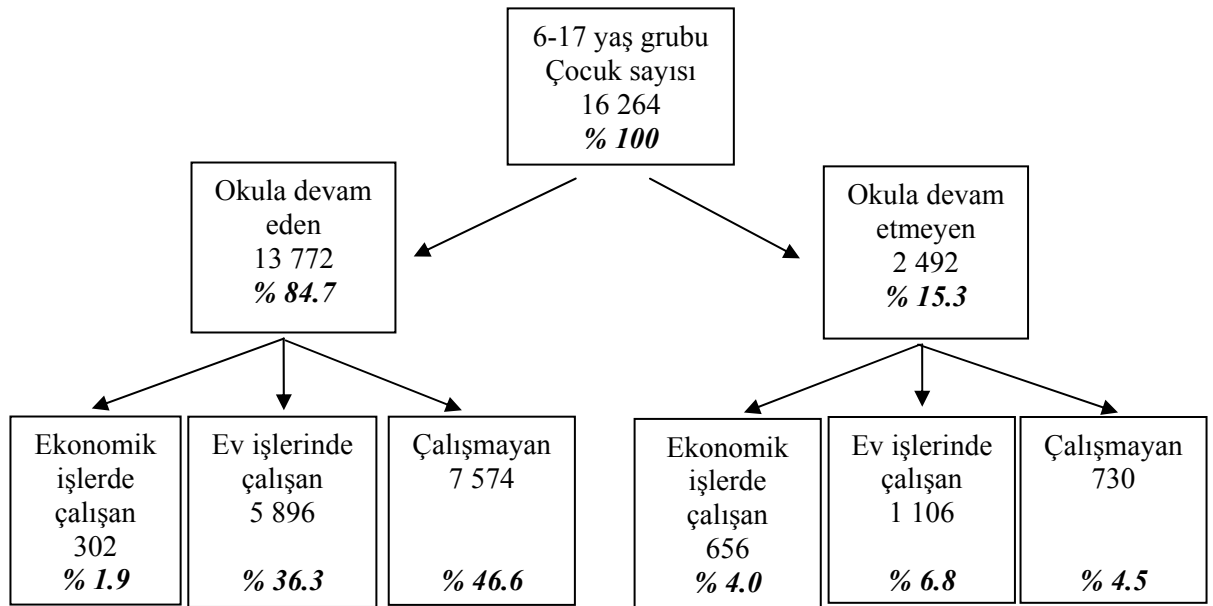 6-17 yaş grubu
Çocuk sayısı
16 264
% 100
Okula devam
eden
13 772
% 84.7
Okula devam
etmeyen
2 492
% 15.3
Ekonomik
işlerde
çalışan
302
% 1.9
Ev işlerinde
çalışan
5 896
% 36.3
Çalışmayan
7 574
% 46.6
Ekonomik
işlerde
çalışan
656
% 4.0
Ev işlerinde
çalışan
1 106
% 6.8
Çalışmayan
730
% 4.5